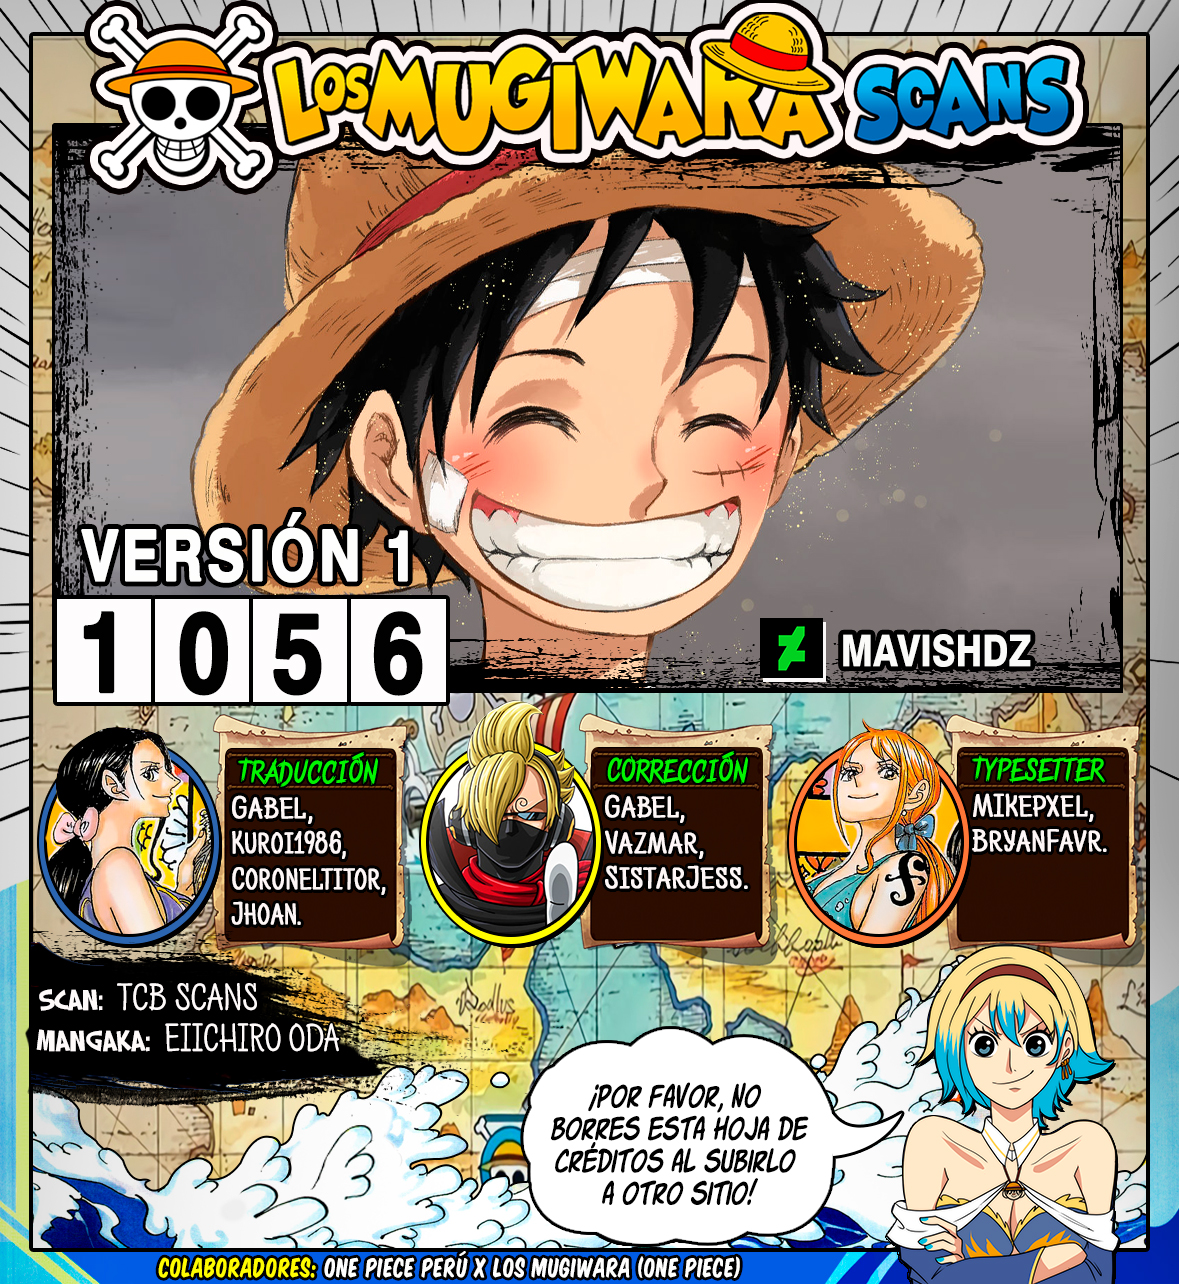 LOS MUGIWARA SCANS
VERSIÓN 1
1056
MAVISHDZ
TRADUCCIÓN
GABEL,
KUROI1986,
CORONELTITOR,
JHOAN.
CORRECCIÓN
GABEL,
VAZMAR,
SISTARJESS.
TYPESETTER
MIKEPXEL,
BRYANFAVR.
SCAN: TCB SCANS
MANGAKA: EIICHIRO ODA
¡POR FAVOR, NO
BORRES ESTA HOJA DE
CRÉDITOS AL SUBIRLO
A OTRO SITIO!
COLABORADORES: ONE PIECE PERÚ X LOS MUGIWARA (ONE PIECE)